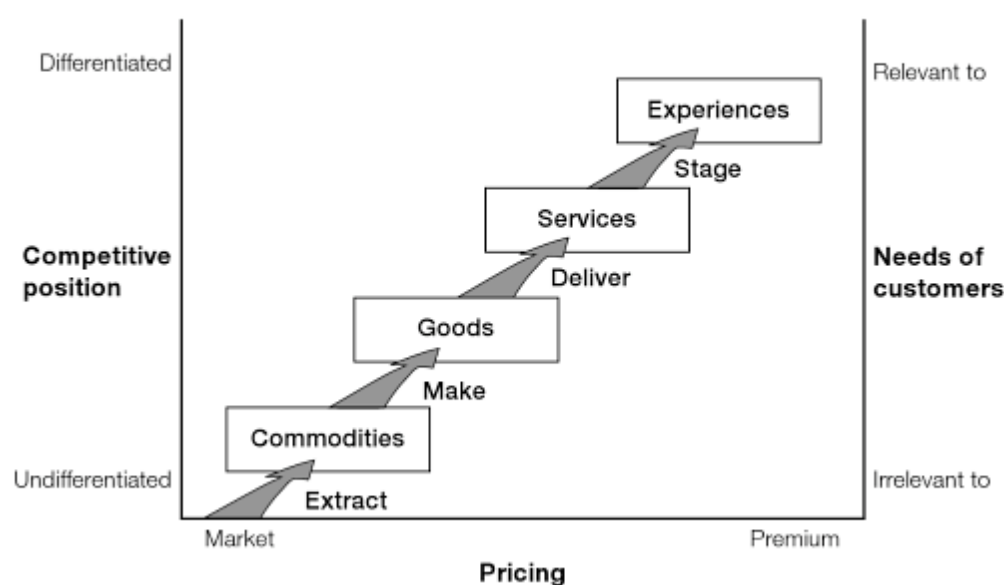 Differentiated
Relevant to
Experiences
Stage
Services
Competitive
position
Needs of
customers
Deliver
Goods
Make
Commodities
Undifferentiated
Irrelevant to
Extract
Market
Premium
Pricing